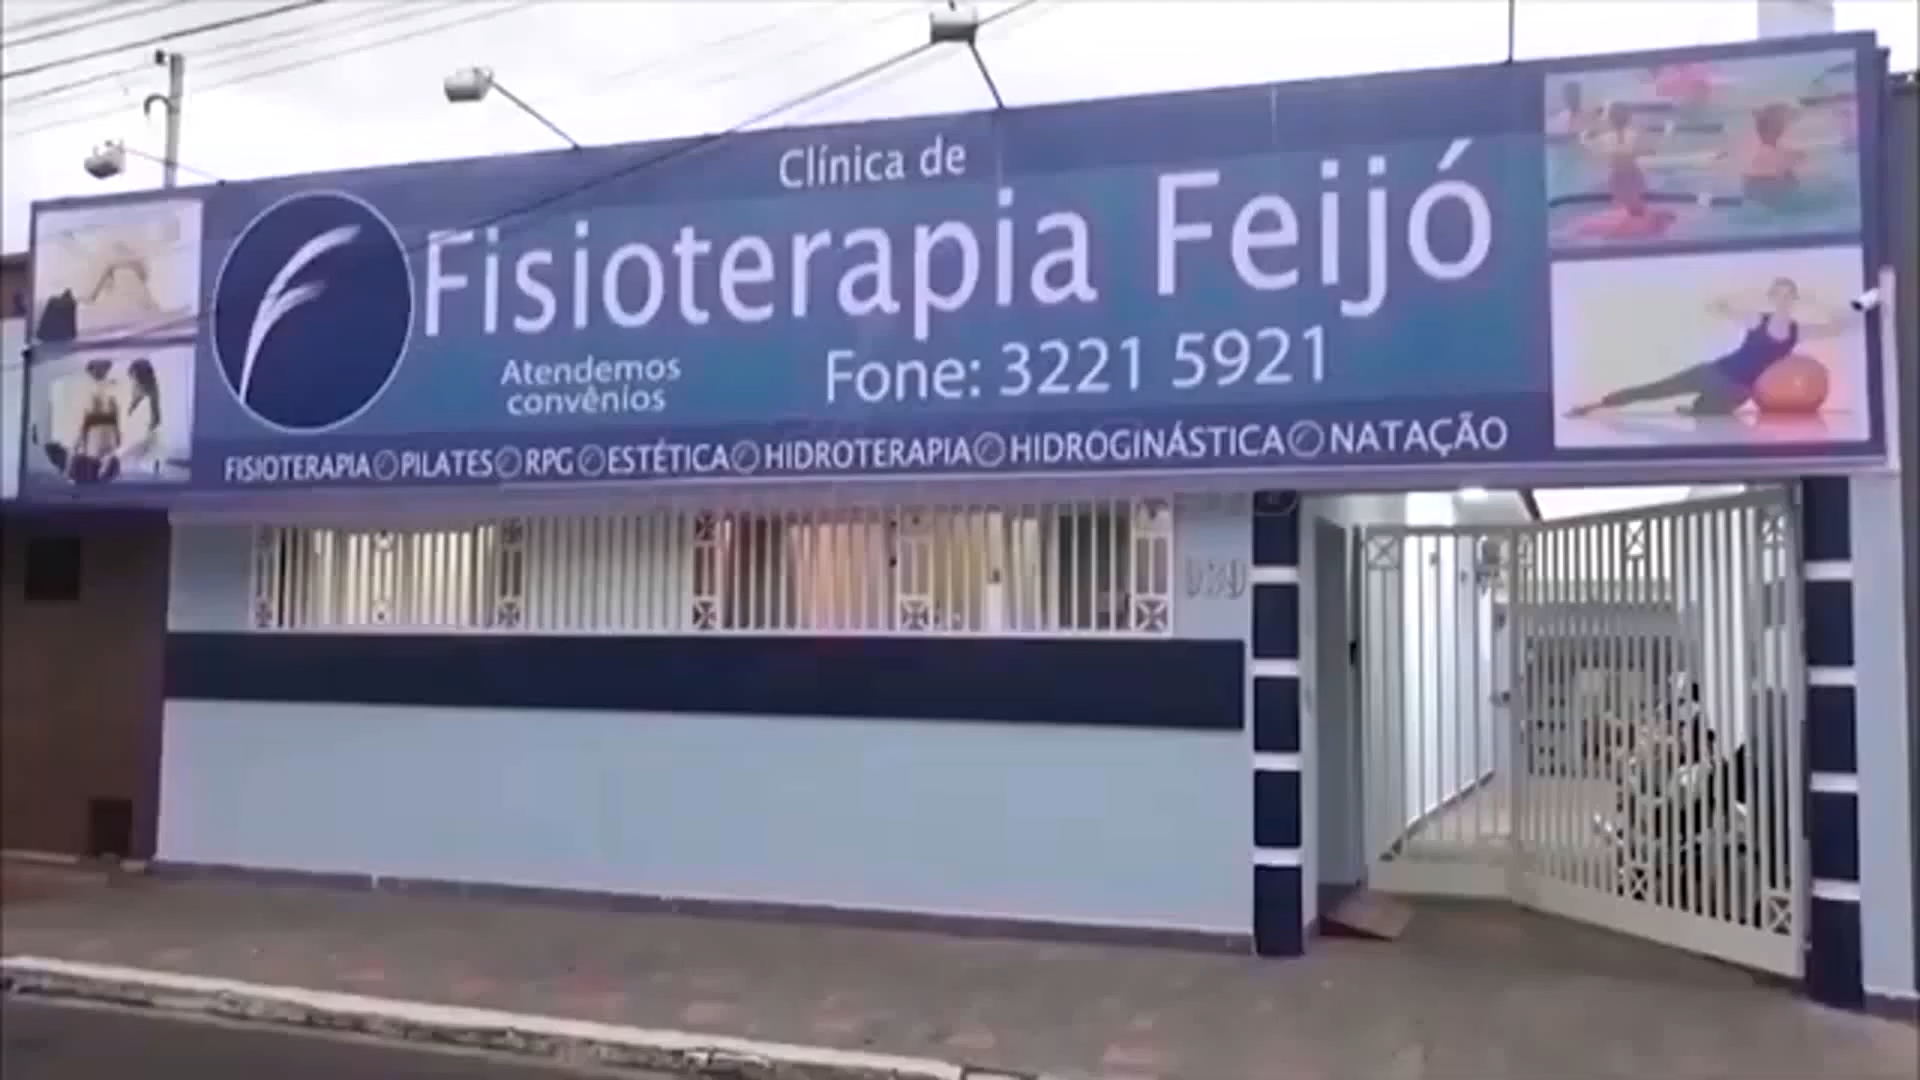 Clínica de
Fisioterapia Feijó
Atendemos
convênios
Fone: 3221 5921
FISIOTERAPIA PILATES RPG ESTÉTICA HIDROTERAPIA HIDROGINÁSTICA NATAÇÃO